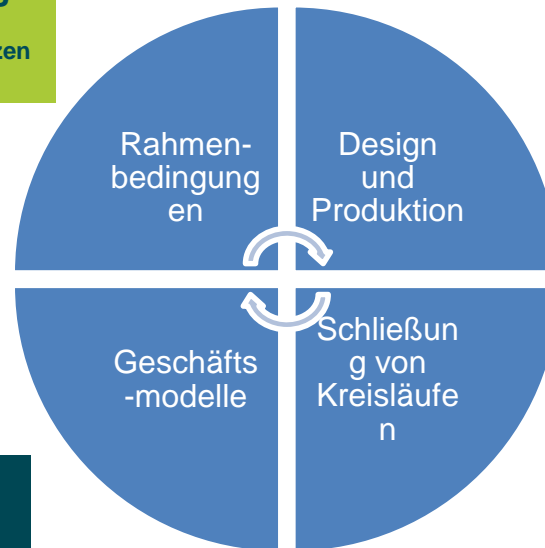 zen
Rahmen-
bedingung
en
Design
und
Produktion
Geschäfts
-modelle
Schließun
g von
Kreisläufe
n